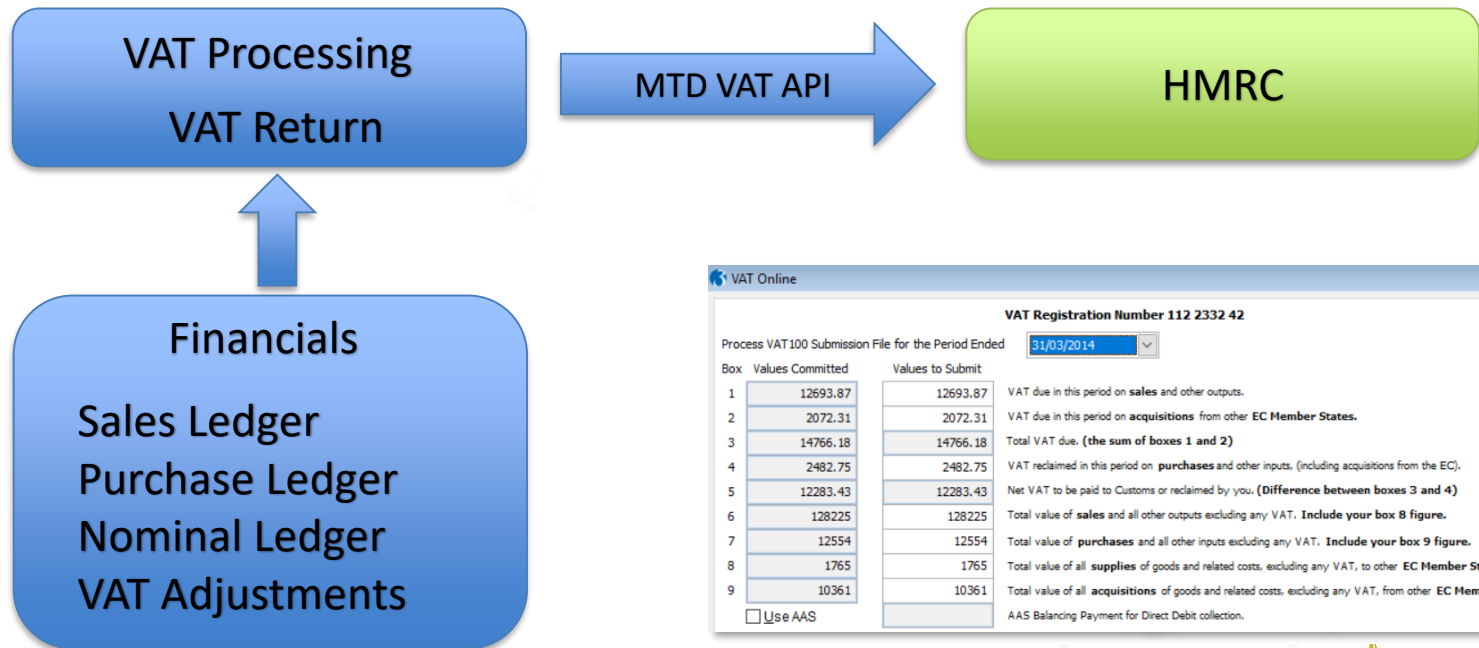 VAT Processing
VAT Return
MTD VAT API
HMRC
Financials
Sales Ledger
Purchase Ledger
Nominal Ledger
VAT Adjustments
VAT Online
VAT Registration Number 112 2332 42
Process VAT100 Submission File for the Period Ended 31/03/2014
Box Values Committed Values to Submit
1 12693.87 12693.87 VAT due in this period on sales and other outputs.
2 2072.31 2072.31 VAT due in this period on acquisitions from other EC Member States.
3 14766.18 14766.18 Total VAT due. (the sum of boxes 1 and 2)
4 2482.75 2482.75 VAT reclaimed in this period on purchases and other inputs, (including acquisitions from the EC).
5 12283.43 12283.43 Net VAT to be paid to Customs or reclaimed by you. (Difference between boxes 3 and 4)
6 128225 128225 Total value of sales and all other outputs excluding any VAT. Include your box 8 figure.
7 12554 12554 Total value of purchases and all other inputs excluding any VAT. Include your box 9 figure.
8 1765 1765 Total value of all supplies of goods and related costs, excluding any VAT, to other EC Member St
9 10361 10361 Total value of all acquisitions of goods and related costs, excluding any VAT, from other EC Mem
Use AAS AAS Balancing Payment for Direct Debit collection.